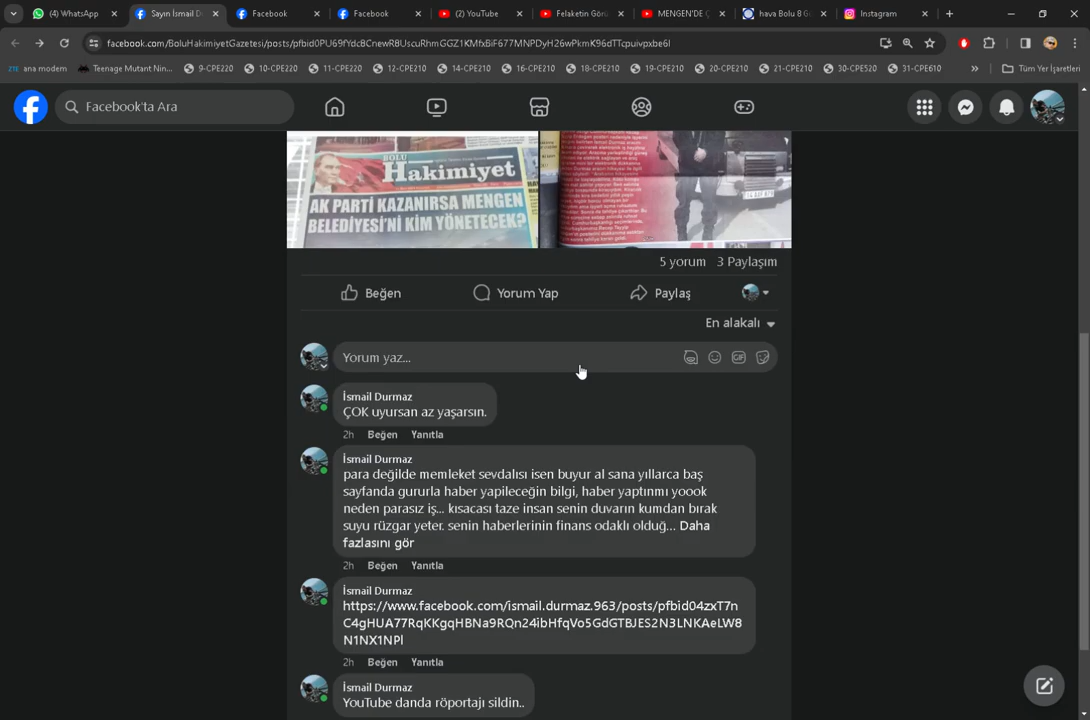 (4) WhatsApp
Sayın İsmail D
Facebook
Facebook
(2) YouTube
Felaketin Gör
MENGEN'DE Ç
hava Bolu 8 G
Instagram
facebook.com/BoluHakimiyetGazetesi/posts/pfbid0PU69fYdc8CnewR8UscuRhmGGZ1KMfxBiF677MNPDyH26wPkmK96dTTcpuivpxbe6l
ZTE ana modem
Teenage Mutant Nin...
9-CPE220
10-CPE220
11-CPE220
12-CPE210
14-CPE210
16-CPE210
18-CPE210
19-CPE210
20-CPE210
21-CPE210
30-CPE520
31-CPE610
Tüm Yer İşaretleri
Facebook'ta Ara
BOLU
Hakimiyet
AK PARTİ KAZANIRSA MENGEN
BELEDİYESİ'Nİ KİM YÖNETECEK?
5 yorum 3 Paylaşım
Beğen
Yorum Yap
Paylaş
En alakalı
Yorum yaz...
GIF
İsmail Durmaz
ÇOK uyursan az yaşarsın.
2h Beğen Yanıtla
İsmail Durmaz
para değilde memleket sevdalısı isen buyur al sana yıllarca baş
sayfanda gururla haber yapileceğin bilgi, haber yaptınmı yoook
neden parasız iş... kısacası taze insan senin duvarın kumdan bırak
suyu rüzgar yeter. senin haberlerinin finans odaklı olduğ... Daha
fazlasını gör
2h Beğen Yanıtla
İsmail Durmaz
https://www.facebook.com/ismail.durmaz.963/posts/pfbid04zxT7n
C4gHUA77RqKKgqHBNa9RQn24ibHfqVo5GdGTBJES2N3LNKAeLW8
N1NX1NPl
2h Beğen Yanıtla
İsmail Durmaz
YouTube danda röportajı sildin..